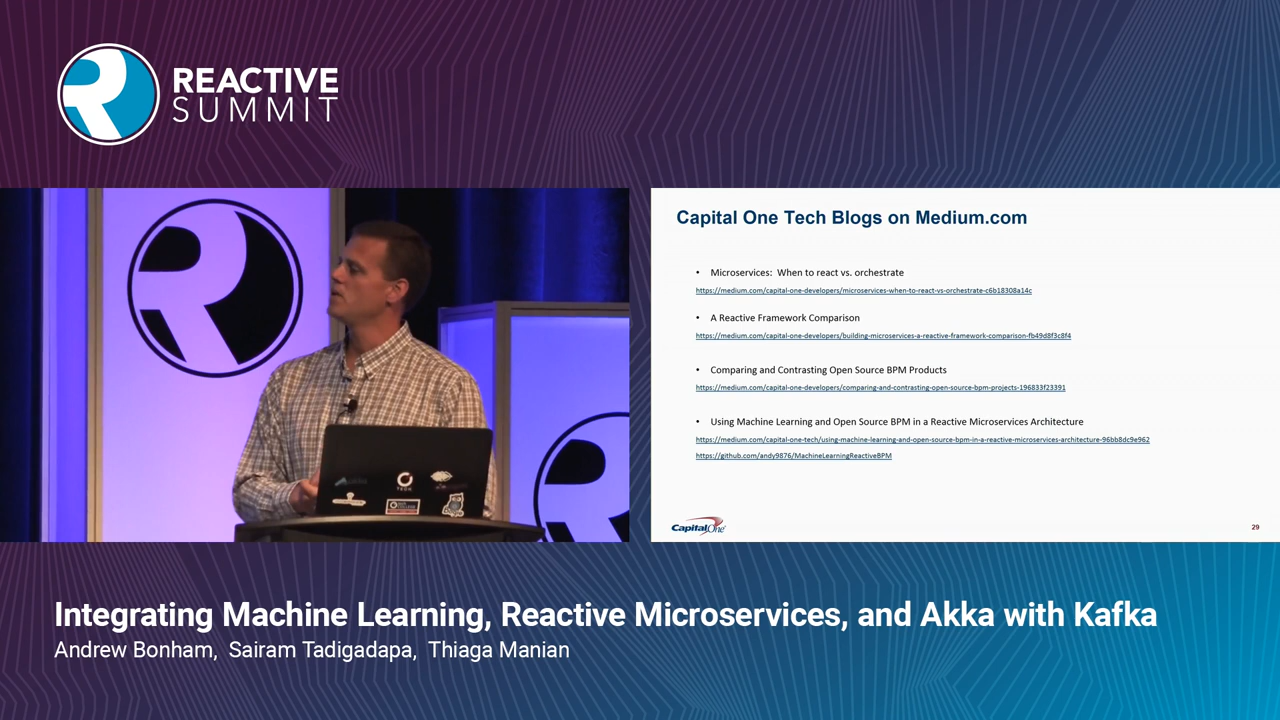 REACTIVE
SUMMIT
Capital One Tech Blogs on Medium.com
• Microservices: When to react vs. orchestrate
https://medium.com/capital-one-developers/microservices-when-to-react-vs-orchestrate-c6b18308a14c
• A Reactive Framework Comparison
https://medium.com/capital-one-developers/building-microservices-a-reactive-framework-comparison-fb49d8f3c8f4
• Comparing and Contrasting Open Source BPM Products
https://medium.com/capital-one-developers/comparing-and-contrasting-open-source-bpm-projects-196833f23391
• Using Machine Learning and Open Source BPM in a Reactive Microservices Architecture
https://medium.com/capital-one-tech/using-machine-learning-and-open-source-bpm-in-a-reactive-microservices-architecture-96bb8dc9e962
https://github.com/andy9876/MachineLearningReactiveBPM
CapitalOne
29
TECH
Integrating Machine Learning, Reactive Microservices, and Akka with Kafka
Andrew Bonham, Sairam Tadigadapa, Thiaga Manian